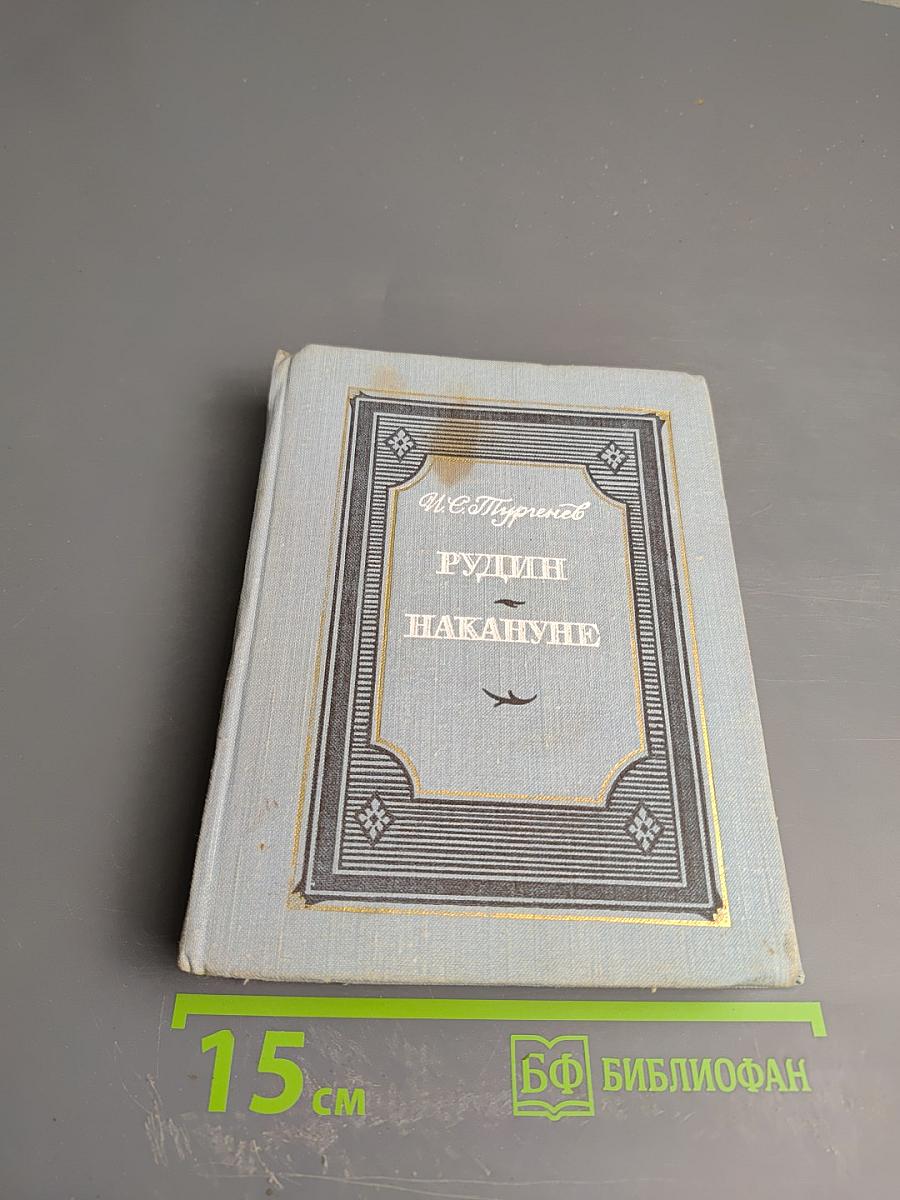 И.С.Тургенев
РУДИН
НАКАНУНЕ
15 см
БФ БИБЛИОФАН